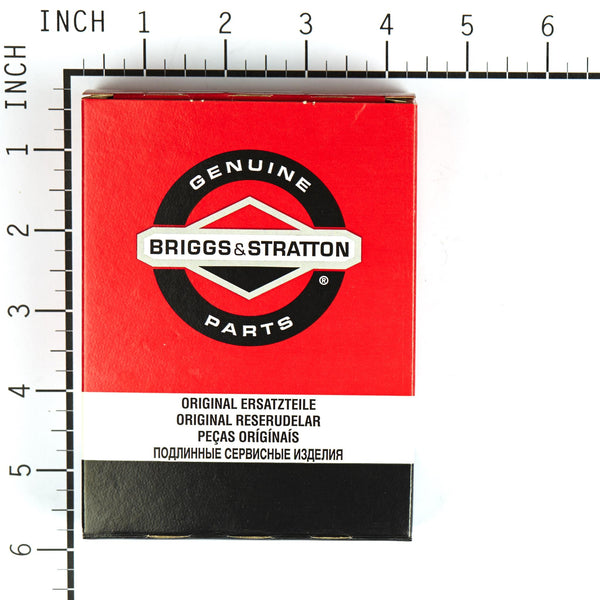 INCH 1 2 3 4 5 6
INCH
1
2
3
4
5
6
GENUINE
BRIGGS&STRATTON
®
PARTS
ORIGINAL ERSATZTEILE
ORIGINAL RESERUDELAR
PEÇAS ORÍGÍNAÍS
ПОДЛИННЫЕ СЕРВИСНЫЕ ИЗДЕЛИЯ